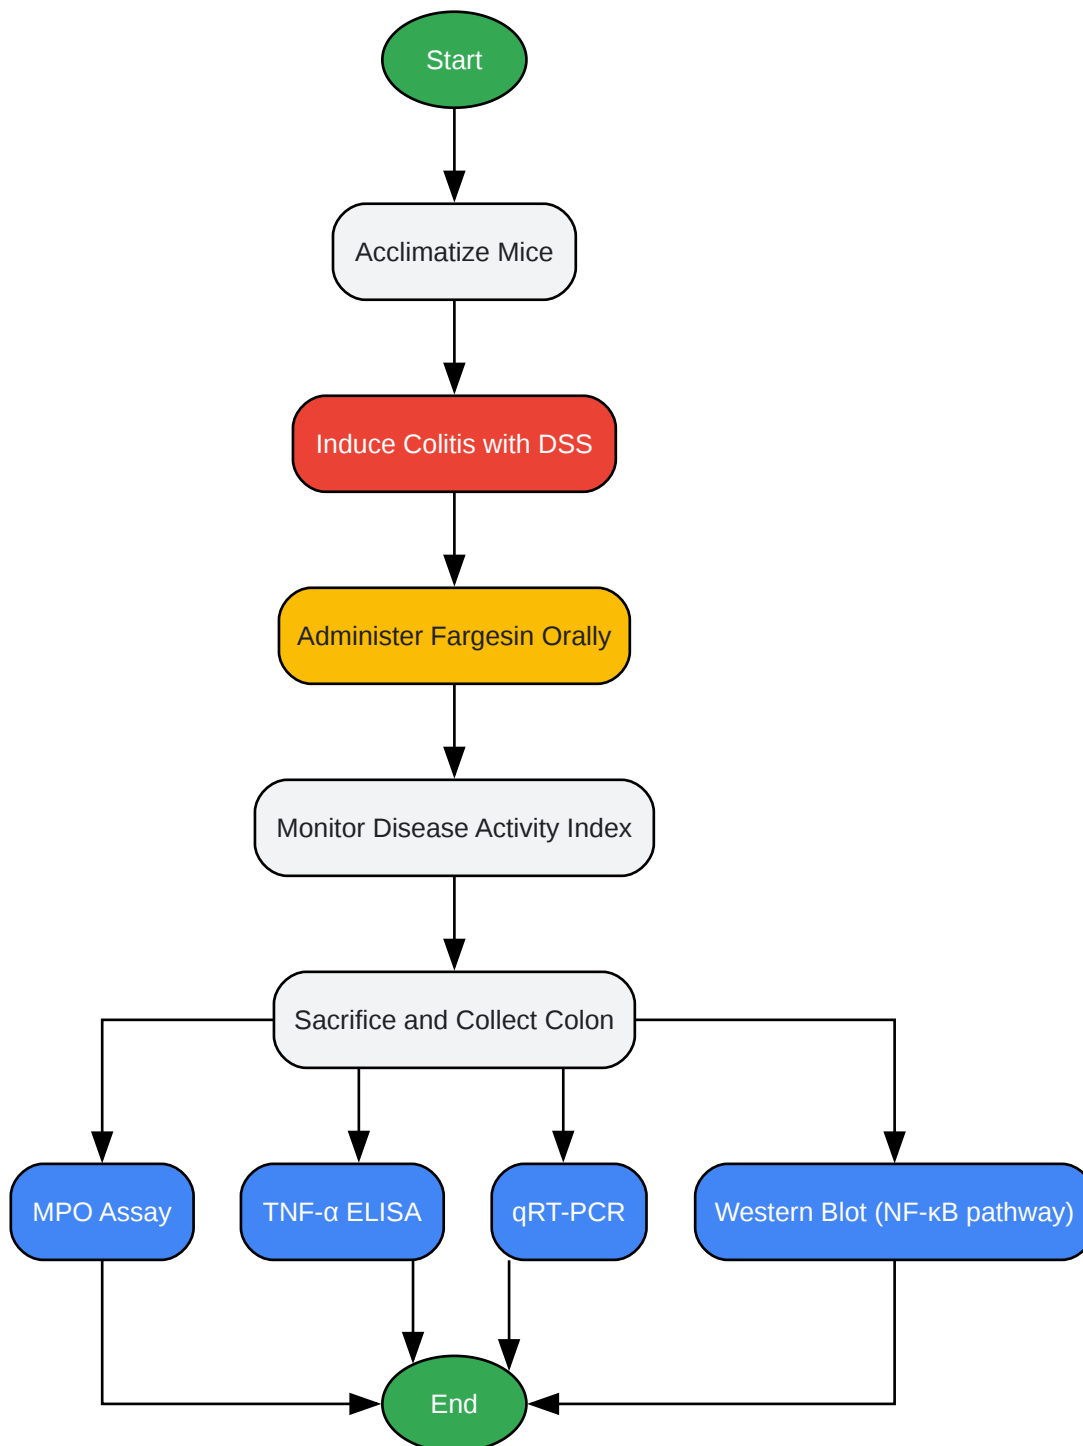 Start
Acclimatize Mice
Induce Colitis with DSS
Administer Fargesin Orally
Monitor Disease Activity Index
Sacrifice and Collect Colon
MPO Assay
TNF-α ELISA
qRT-PCR
Western Blot (NF-κB pathway)
End